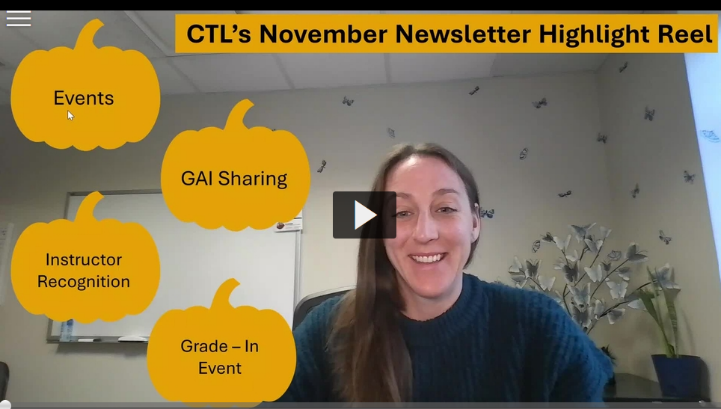 CTL's November Newsletter Highlight Reel
Events
GAI Sharing
Instructor
Recognition
Grade – In
Event